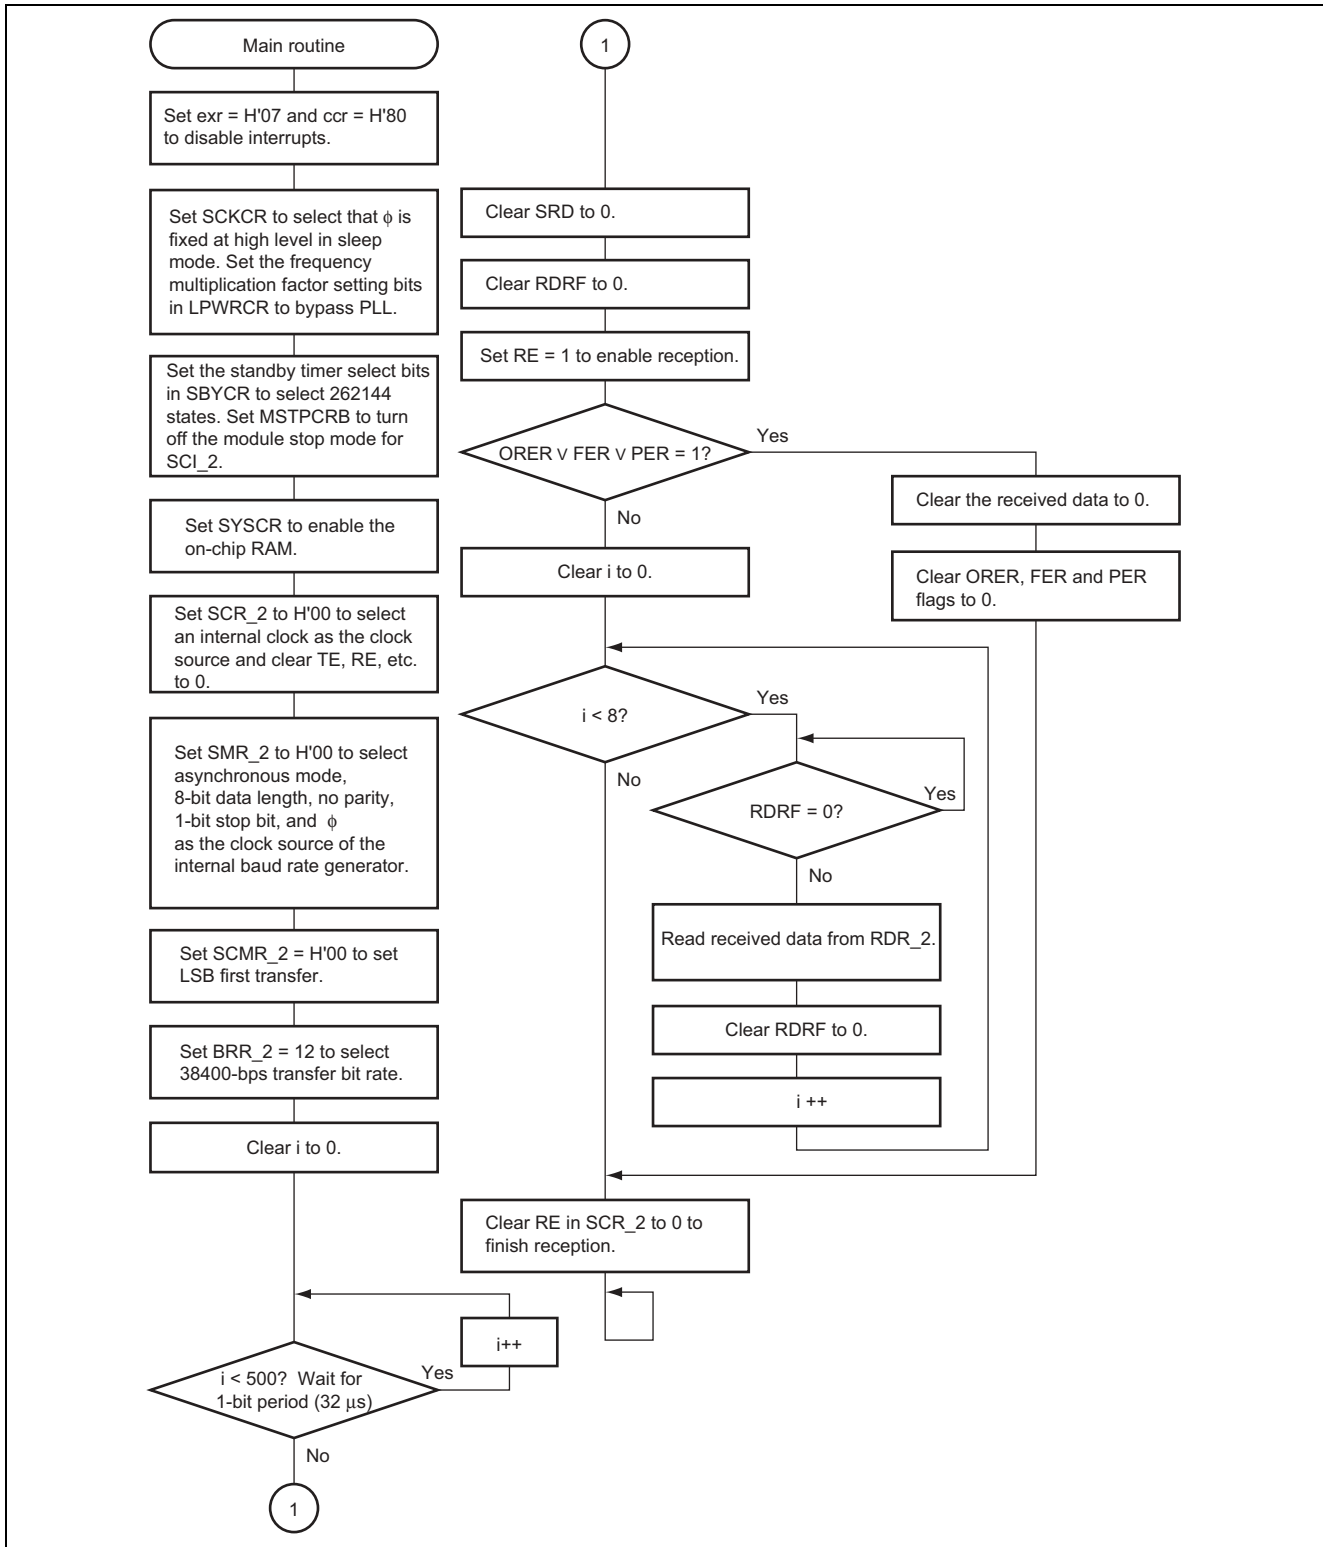 Main routine
Set exr = H'07 and ccr = H'80
to disable interrupts.
Set SCKCR to select that ϕ is
fixed at high level in sleep
mode. Set the frequency
multiplication factor setting bits
in LPWRCR to bypass PLL.
Set the standby timer select bits
in SBYCR to select 262144
states. Set MSTPCRB to turn
off the module stop mode for
SCI_2.
Set SYSCR to enable the
on-chip RAM.
Set SCR_2 to H'00 to select
an internal clock as the clock
source and clear TE, RE, etc.
to 0.
Set SMR_2 to H'00 to select
asynchronous mode,
8-bit data length, no parity,
1-bit stop bit, and ϕ
as the clock source of the
internal baud rate generator.
Set SCMR_2 = H'00 to set
LSB first transfer.
Set BRR_2 = 12 to select
38400-bps transfer bit rate.
Clear i to 0.
i++
i < 500? Wait for
1-bit period (32 μs)
Yes
No
1
1
Clear SRD to 0.
Clear RDRF to 0.
Set RE = 1 to enable reception.
ORER ∨ FER ∨ PER = 1?
Yes
No
Clear the received data to 0.
Clear ORER, FER and PER
flags to 0.
Clear i to 0.
i < 8?
Yes
No
RDRF = 0?
Yes
No
Read received data from RDR_2.
Clear RDRF to 0.
i ++
Clear RE in SCR_2 to 0 to
finish reception.